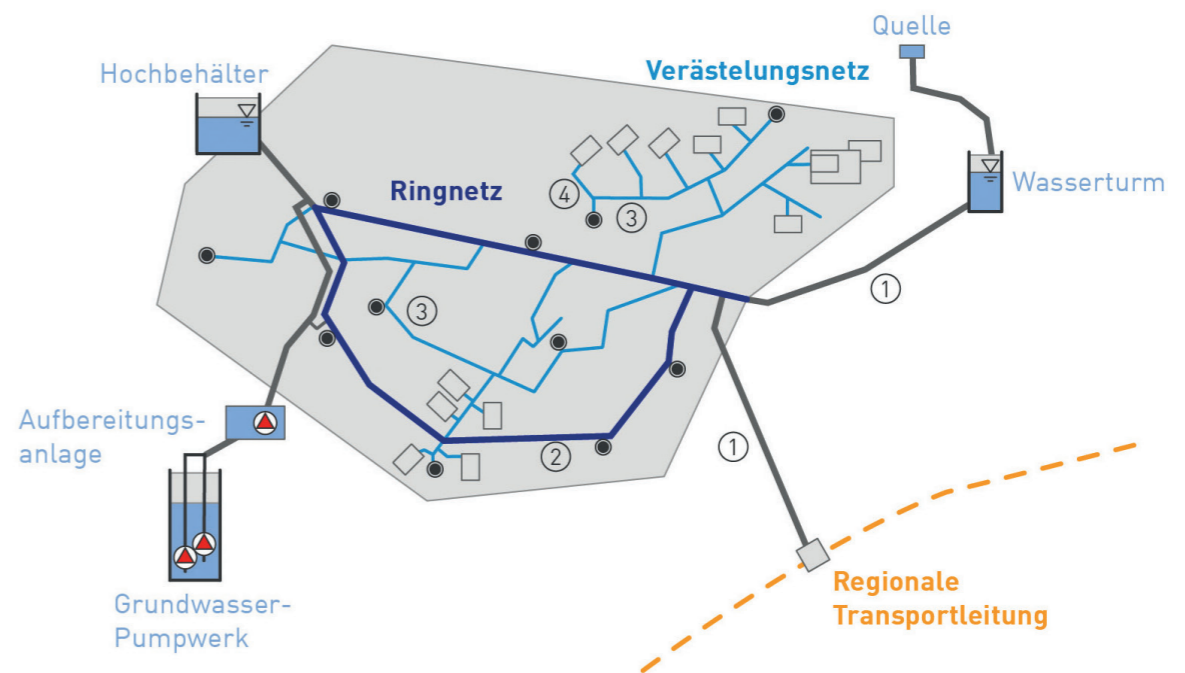 Quelle
Hochbehälter
Verästelungsnetz
Ringnetz
Wasserturm
4
3
1
3
Aufbereitungs-
anlage
2
1
Grundwasser-
Pumpwerk
Regionale
Transportleitung